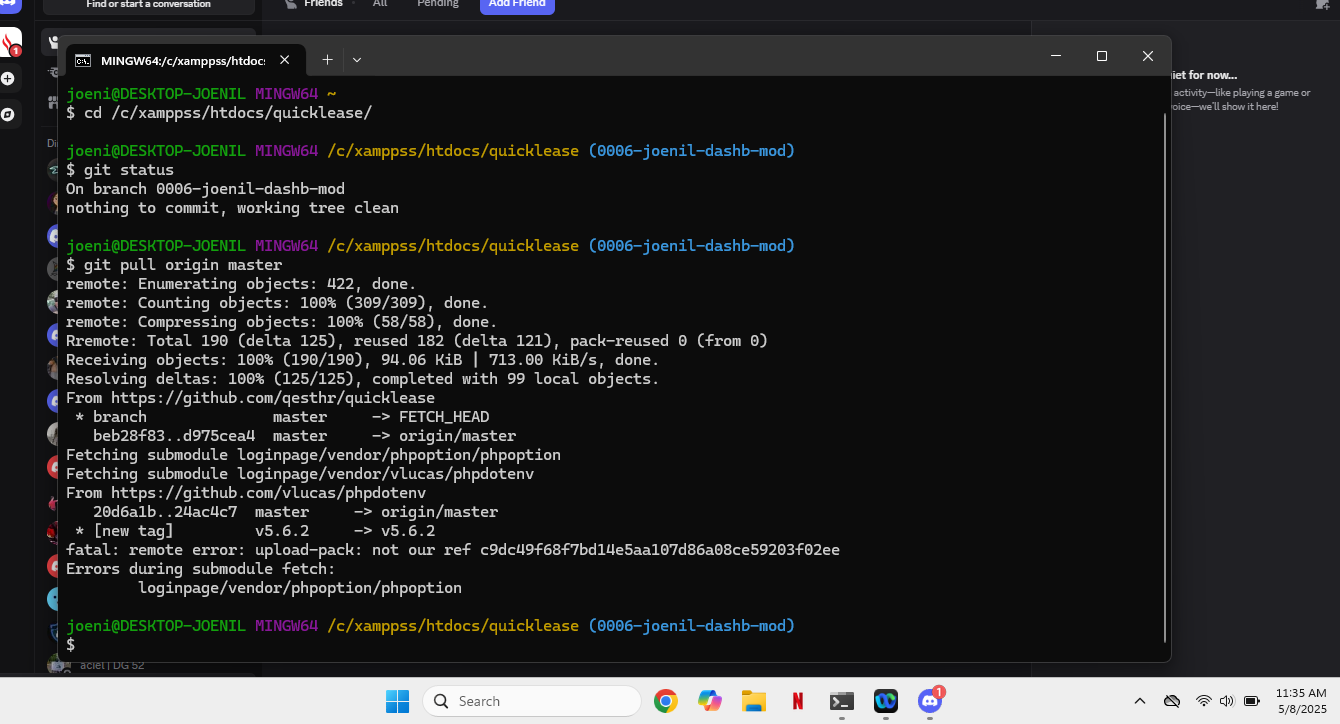 Find or start a conversation
Friends
All
Pending
Add Friend
MINGW64:/c/xamppss/htdocs
iet for now...
activity—like playing a game or
oice—we'll show it here!
1
Di
joeni@DESKTOP-JOENIL MINGW64 ~
$ cd /c/xamppss/htdocs/quicklease/
joeni@DESKTOP-JOENIL MINGW64 /c/xamppss/htdocs/quicklease (0006-joenil-dashb-mod)
$ git status
On branch 0006-joenil-dashb-mod
nothing to commit, working tree clean
joeni@DESKTOP-JOENIL MINGW64 /c/xamppss/htdocs/quicklease (0006-joenil-dashb-mod)
$ git pull origin master
remote: Enumerating objects: 422, done.
remote: Counting objects: 100% (309/309), done.
remote: Compressing objects: 100% (58/58), done.
Rremote: Total 190 (delta 125), reused 182 (delta 121), pack-reused 0 (from 0)
Receiving objects: 100% (190/190), 94.06 KiB | 713.00 KiB/s, done.
Resolving deltas: 100% (125/125), completed with 99 local objects.
From https://github.com/qesthr/quicklease
* branch master -> FETCH_HEAD
beb28f83..d975cea4 master -> origin/master
Fetching submodule loginpage/vendor/phpoption/phpoption
Fetching submodule loginpage/vendor/vlucas/phpdotenv
From https://github.com/vlucas/phpdotenv
20d6a1b..24ac4c7 master -> origin/master
* [new tag] v5.6.2 -> v5.6.2
fatal: remote error: upload-pack: not our ref c9dc49f68f7bd14e5aa107d86a08ce59203f02ee
Errors during submodule fetch:
loginpage/vendor/phpoption/phpoption
joeni@DESKTOP-JOENIL MINGW64 /c/xamppss/htdocs/quicklease (0006-joenil-dashb-mod)
$
aciel | DG 52
Search
N
1
11:35 AM
5/8/2025